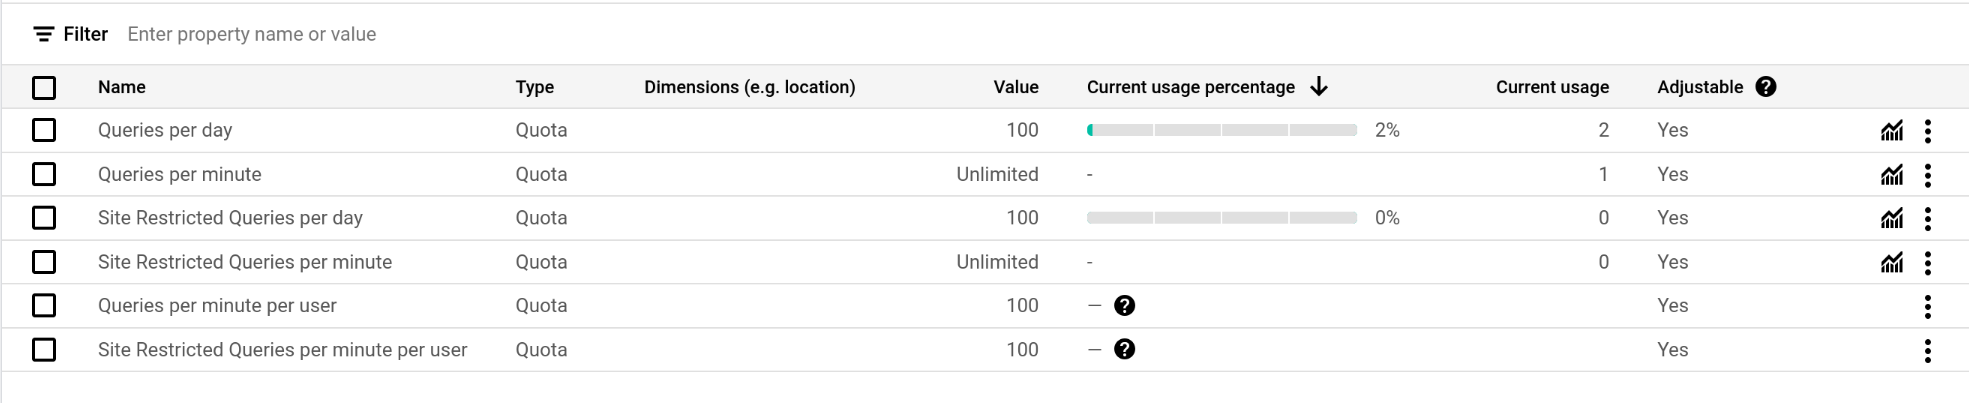 Filter Enter property name or value
Name Type Dimensions (e.g. location) Value Current usage percentage Current usage Adjustable ?
Queries per day Quota 100 2% 2 Yes
Queries per minute Quota Unlimited - 1 Yes
Site Restricted Queries per day Quota 100 0% 0 Yes
Site Restricted Queries per minute Quota Unlimited - 0 Yes
Queries per minute per user Quota 100 — ? Yes
Site Restricted Queries per minute per user Quota 100 — ? Yes